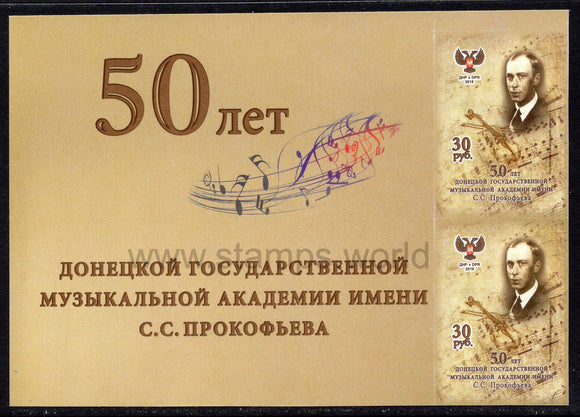 50 лет
ДОНЕЦКОЙ ГОСУДАРСТВЕННОЙ
МУЗЫКАЛЬНОЙ АКАДЕМИИ ИМЕНИ
С.С. ПРОКОФЬЕВА
www.stamps.world
ДНР • DPR
2018
30
руб.
50 лет
ДОНЕЦКОЙ ГОСУДАРСТВЕННОЙ
МУЗЫКАЛЬНОЙ АКАДЕМИИ ИМЕНИ
С.С. Прокофьева
ДНР • DPR
2018
30
руб.
50 лет
ДОНЕЦКОЙ ГОСУДАРСТВЕННОЙ
МУЗЫКАЛЬНОЙ АКАДЕМИИ ИМЕНИ
С.С. Прокофьева